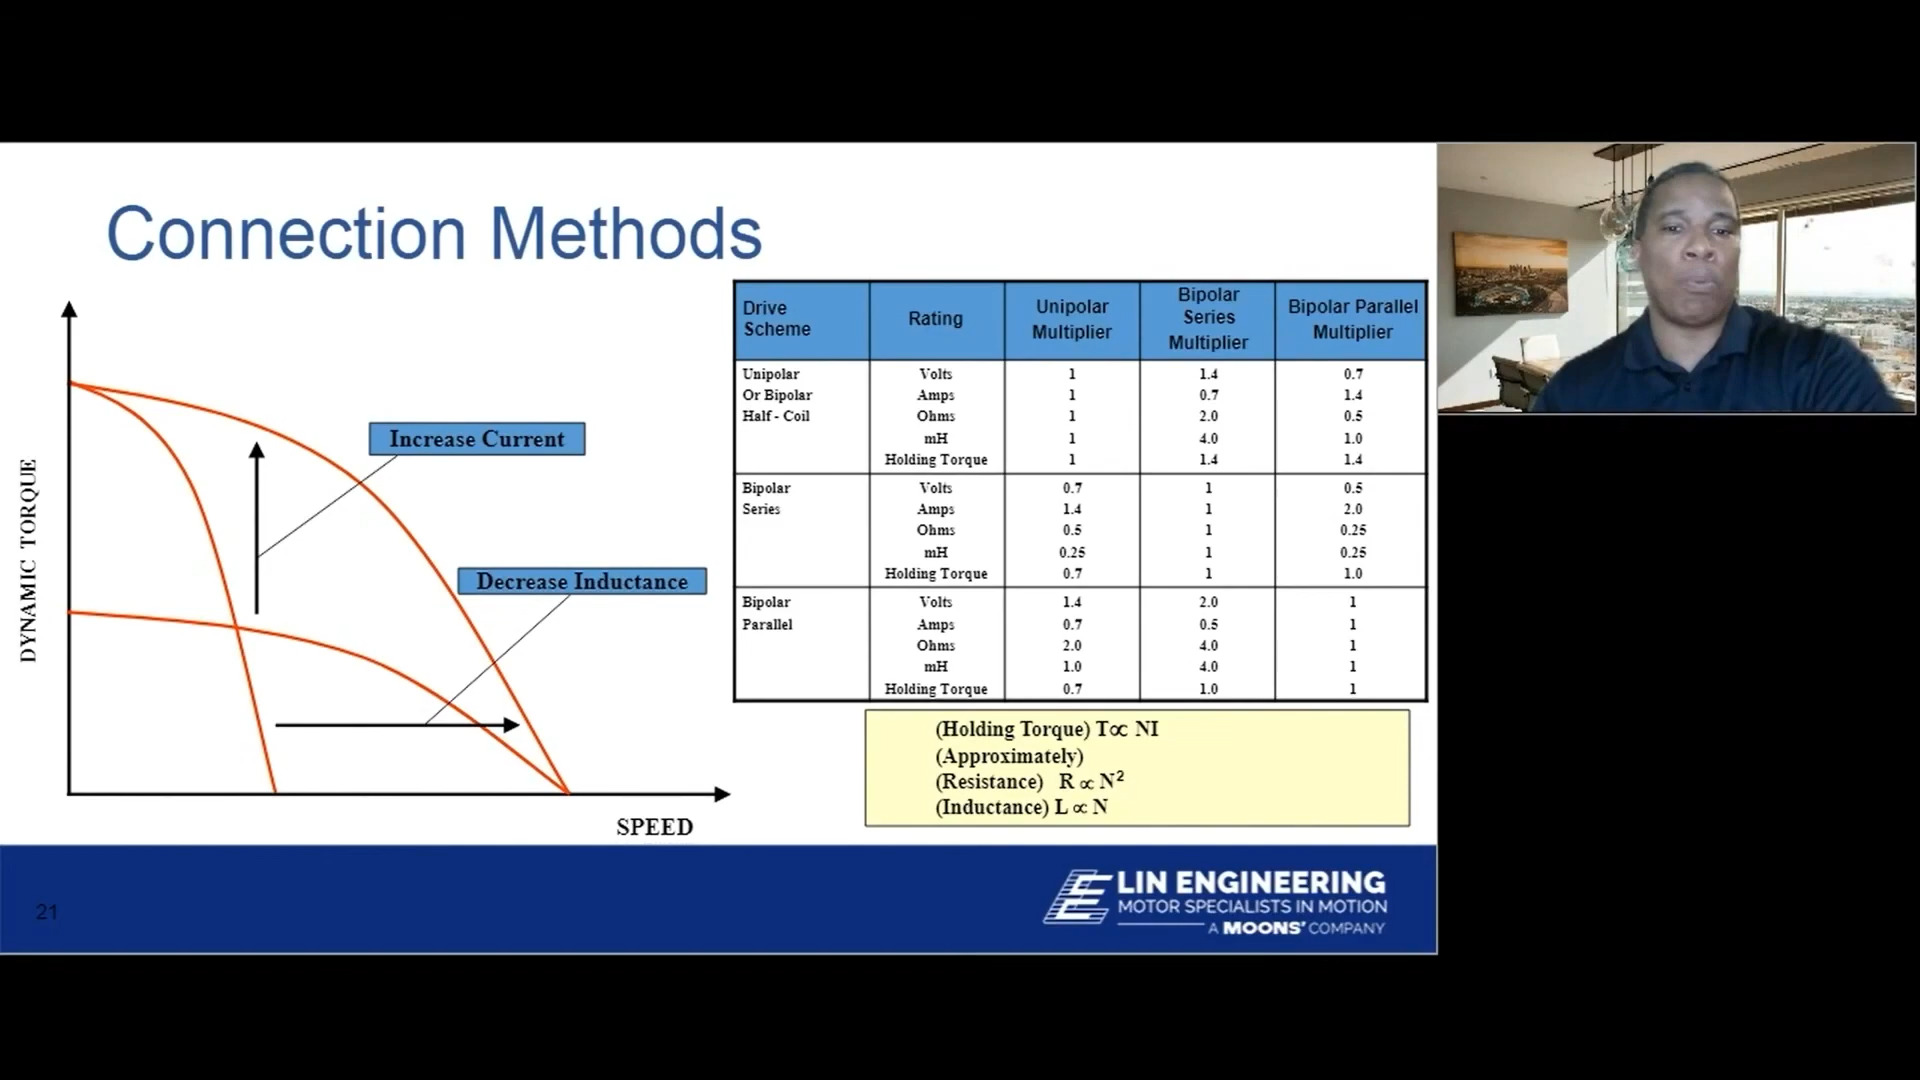 Connection Methods
DYNAMIC TORQUE
Increase Current
Decrease Inductance
SPEED
Drive Scheme Rating Unipolar Multiplier Bipolar Series Multiplier Bipolar Parallel Multiplier
Unipolar Volts 1 1.4 0.7
Or Bipolar Amps 1 0.7 1.4
Half - Coil Ohms 1 2.0 0.5
mH 1 4.0 1.0
Holding Torque 1 1.4 1.4
Bipolar Volts 0.7 1 0.5
Series Amps 1.4 1 2.0
Ohms 0.5 1 0.25
mH 0.25 1 0.25
Holding Torque 0.7 1 1.0
Bipolar Volts 1.4 2.0 1
Parallel Amps 0.7 0.5 1
Ohms 2.0 4.0 1
mH 1.0 4.0 1
Holding Torque 0.7 1.0 1
(Holding Torque) T∝ NI
(Approximately)
(Resistance) R ∝ N²
(Inductance) L ∝ N
21
LIN ENGINEERING
MOTOR SPECIALISTS IN MOTION
A MOONS' COMPANY